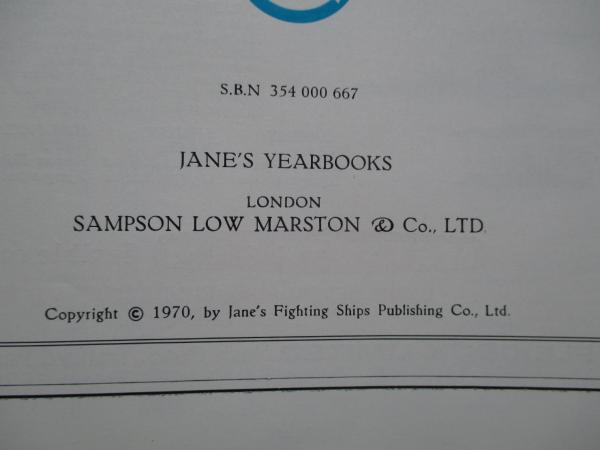 S.B.N 354 000 667
JANE'S YEARBOOKS
LONDON
SAMPSON LOW MARSTON & Co., LTD.
Copyright © 1970, by Jane's Fighting Ships Publishing Co., Ltd.